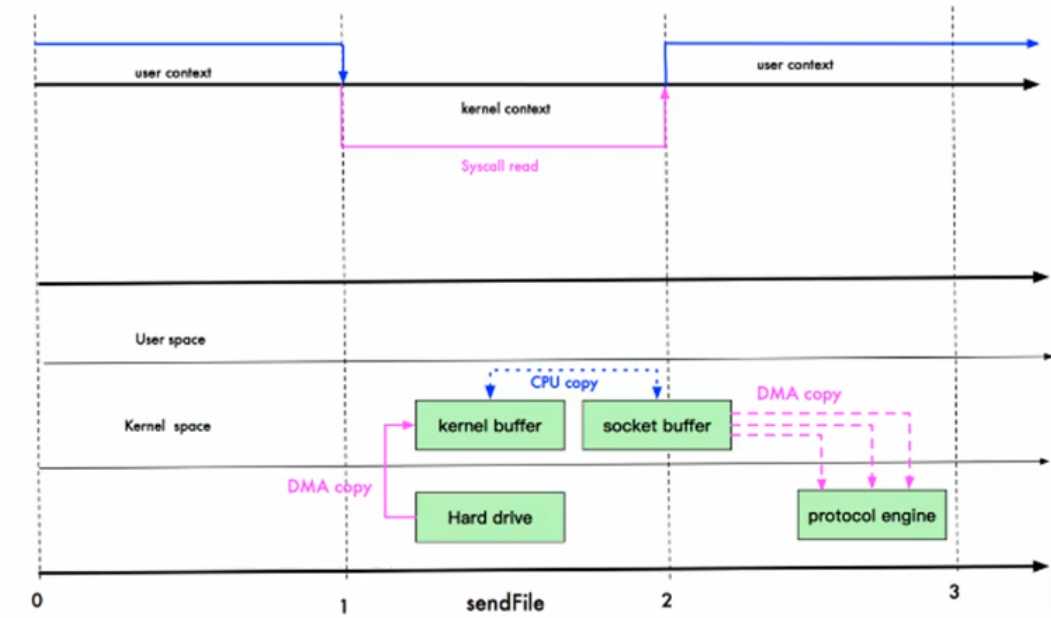 user context
user context
kernel context
Syscall read
User space
CPU copy
DMA copy
Kernel space
kernel buffer
socket buffer
DMA copy
Hard drive
protocol engine
0
1
sendFile
2
3